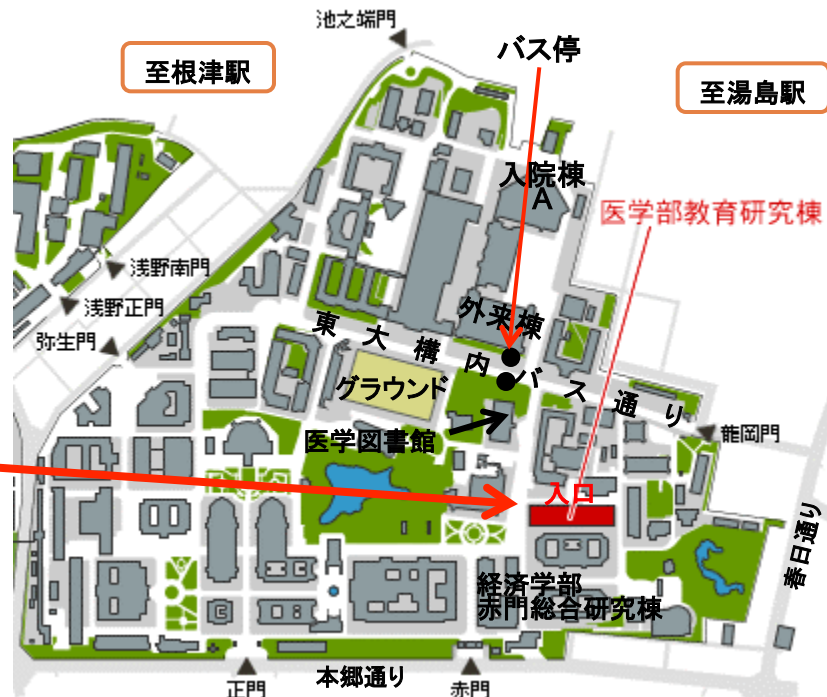 池之端門
バス停
至根津駅
至湯島駅
入院棟
A
医学部教育研究棟
浅野南門
浅野正門
外来棟
弥生門
東大構内バス通り
グラウンド
龍岡門
医学図書館
入口
春日通り
経済学部
赤門総合研究棟
本郷通り
正門
赤門